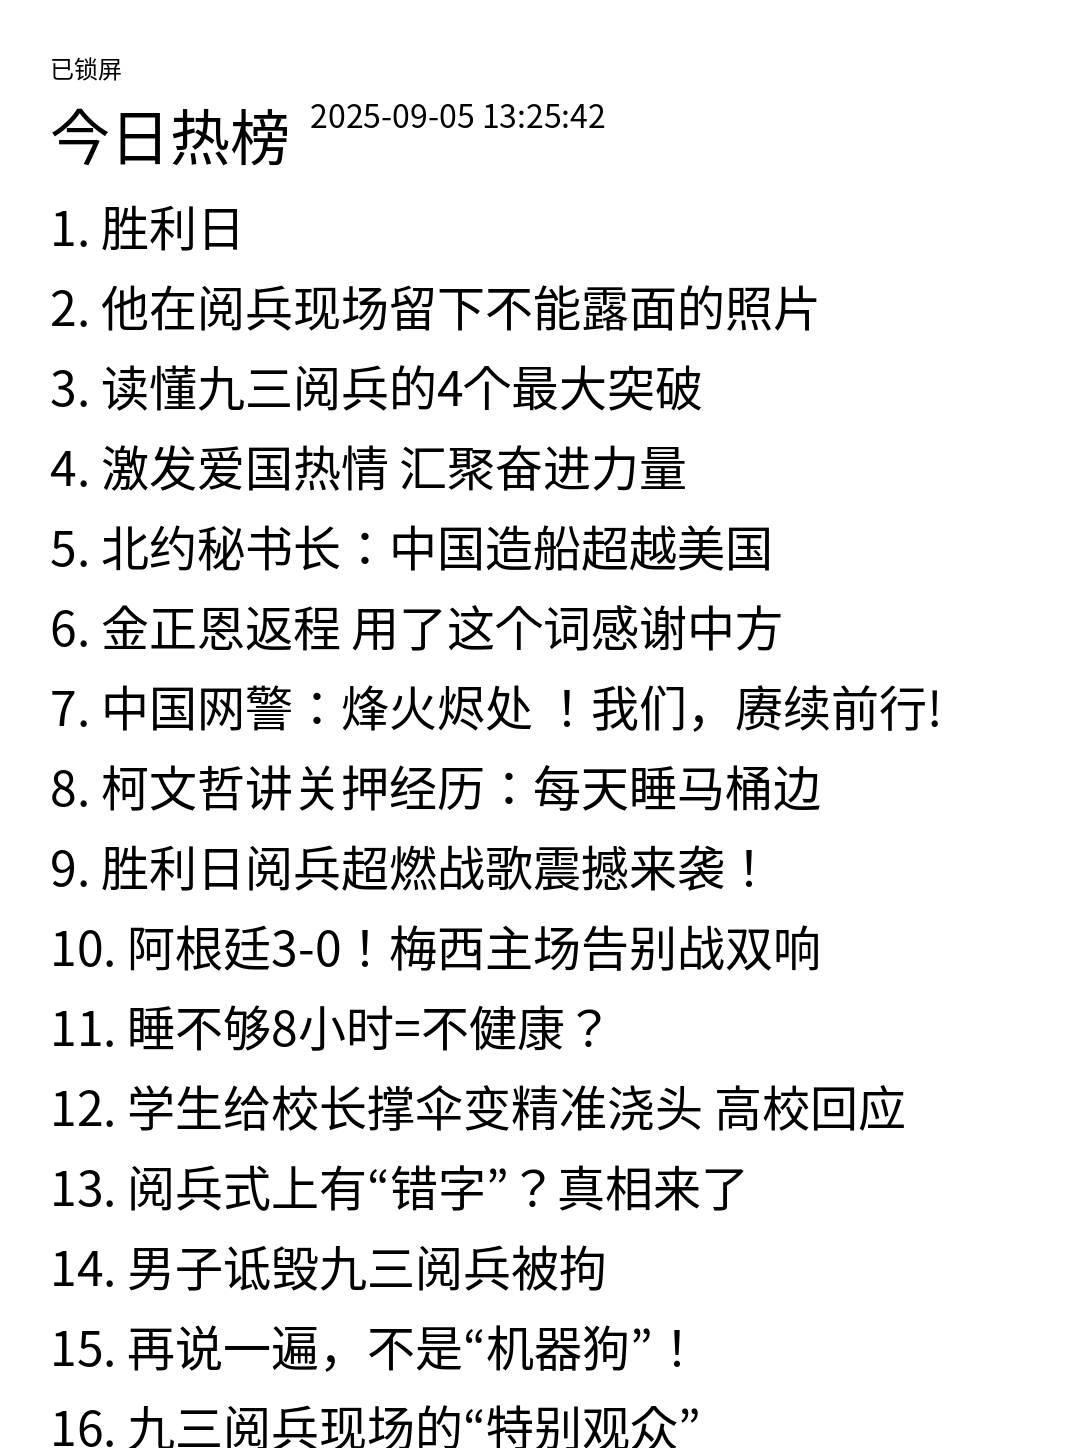 已锁屏
今日热榜 2025-09-05 13:25:42
1. 胜利日
2. 他在阅兵现场留下不能露面的照片
3. 读懂九三阅兵的4个最大突破
4. 激发爱国热情 汇聚奋进力量
5. 北约秘书长：中国造船超越美国
6. 金正恩返程 用了这个词感谢中方
7. 中国网警：烽火烬处 ！我们，赓续前行!
8. 柯文哲讲关押经历：每天睡马桶边
9. 胜利日阅兵超燃战歌震撼来袭！
10. 阿根廷3-0！梅西主场告别战双响
11. 睡不够8小时=不健康？
12. 学生给校长撑伞变精准浇头 高校回应
13. 阅兵式上有“错字”？真相来了
14. 男子诋毁九三阅兵被拘
15. 再说一遍，不是“机器狗”！
16. 九三阅兵现场的“特别观众”